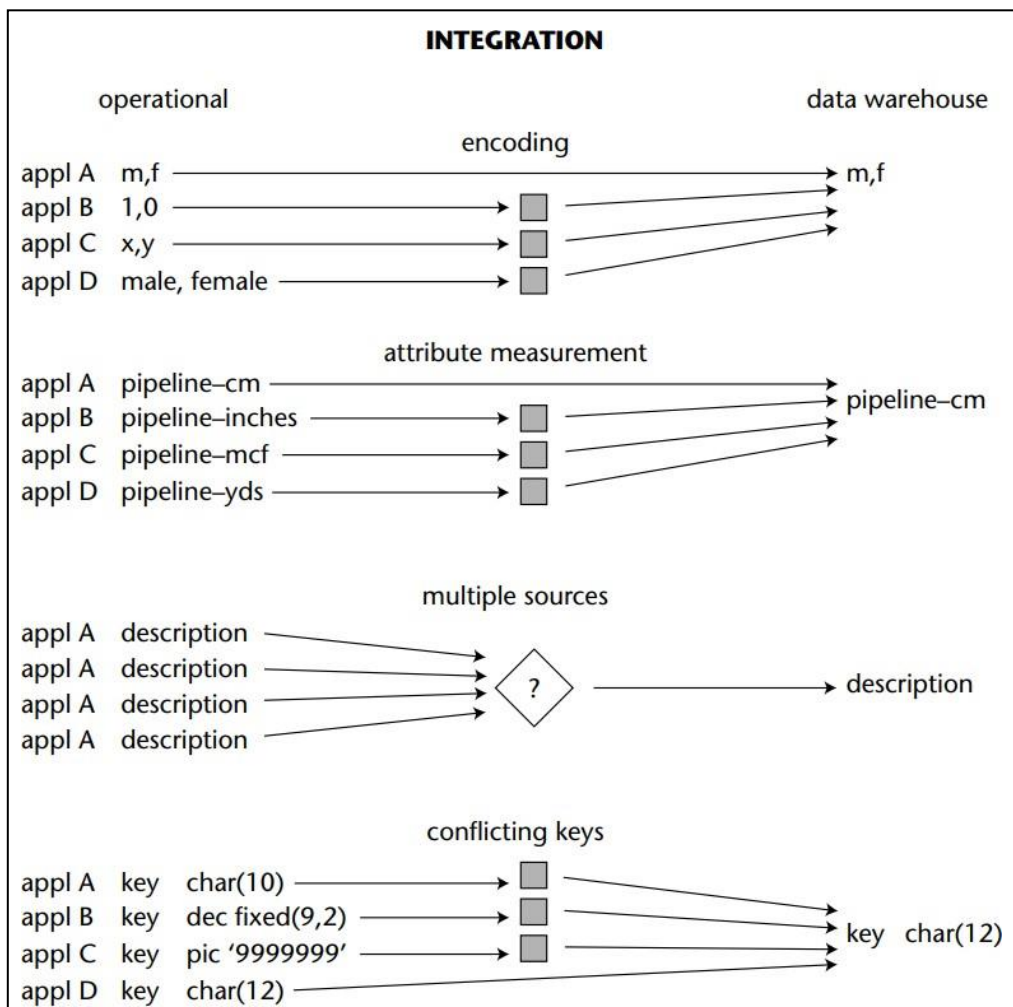 INTEGRATION
operational data warehouse
encoding
appl A m,f m,f
appl B 1,0
appl C x,y
appl D male, female
attribute measurement
appl A pipeline–cm
pipeline–cm
appl B pipeline–inches
appl C pipeline–mcf
appl D pipeline–yds
multiple sources
appl A description
appl A description
? description
appl A description
appl A description
conflicting keys
appl A key char(10)
appl B key dec fixed(9,2)
key char(12)
appl C key pic ‘9999999’
appl D key char(12)